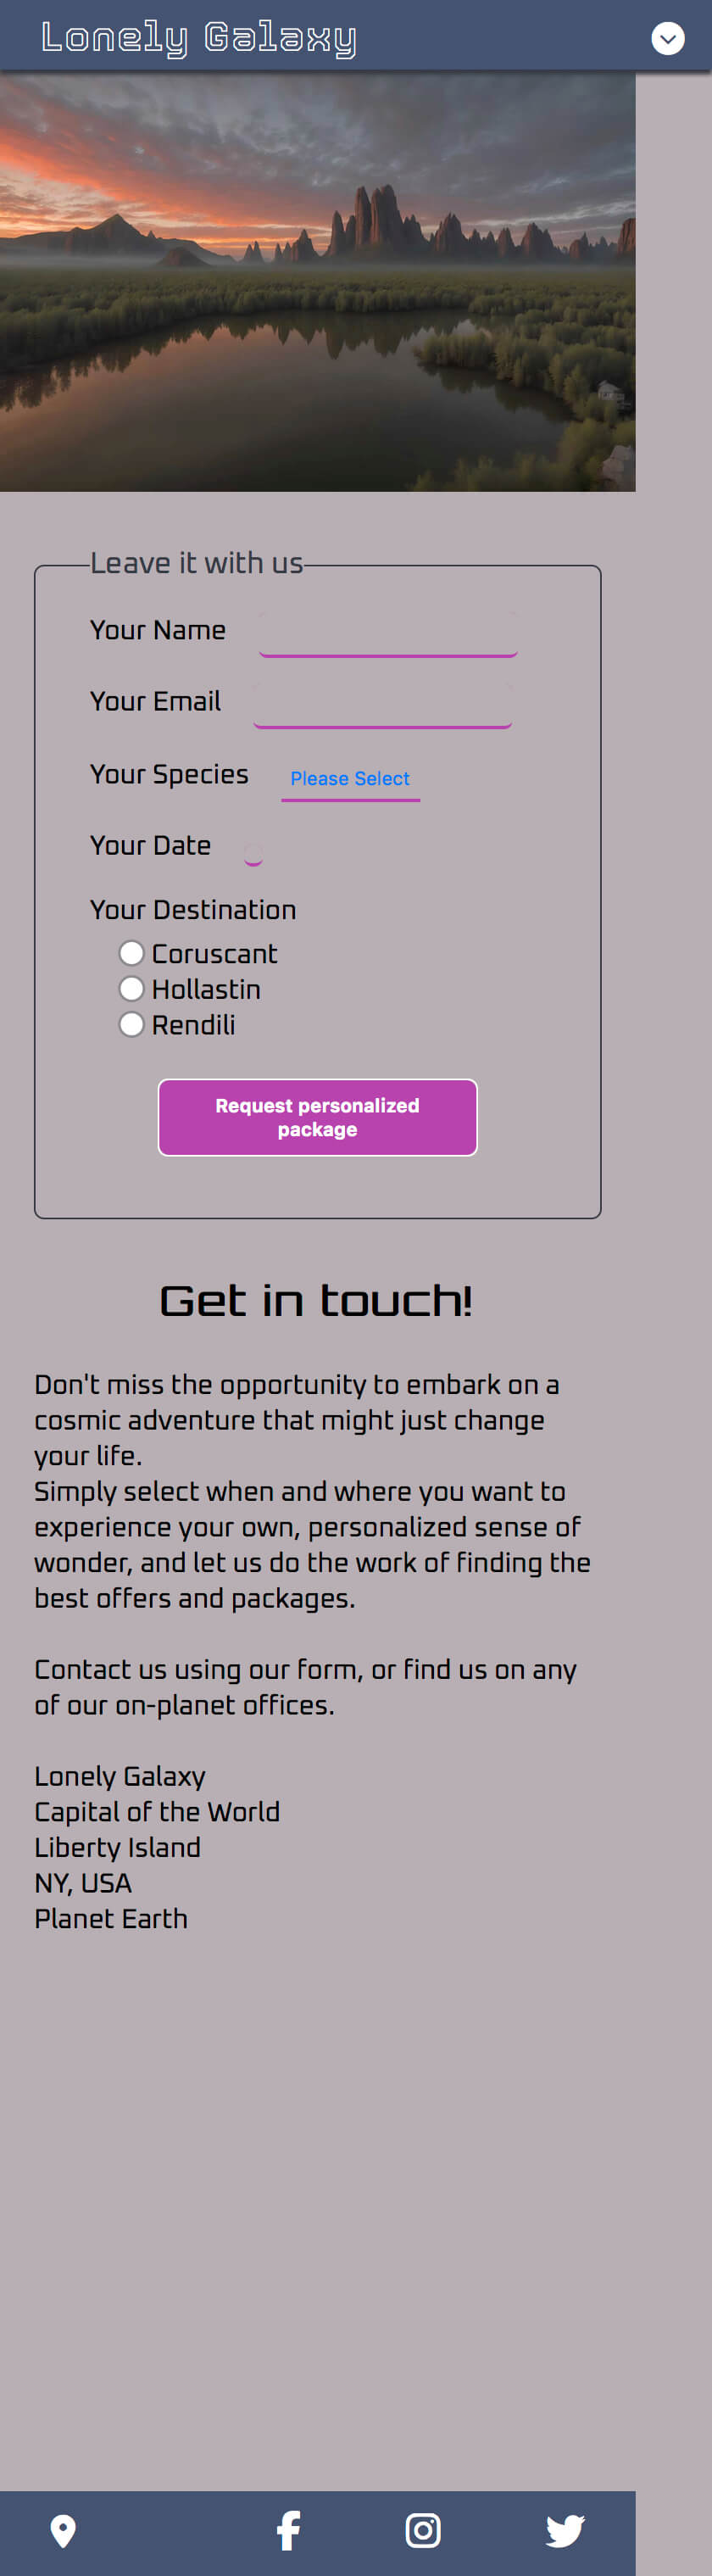 Lonely Galaxy
Leave it with us
Your Name
Your Email
Your Species Please Select
Your Date
Your Destination
Coruscant
Hollastin
Rendili
Request personalized
package
Get in touch!
Don't miss the opportunity to embark on a
cosmic adventure that might just change
your life.
Simply select when and where you want to
experience your own, personalized sense of
wonder, and let us do the work of finding the
best offers and packages.
Contact us using our form, or find us on any
of our on-planet offices.
Lonely Galaxy
Capital of the World
Liberty Island
NY, USA
Planet Earth